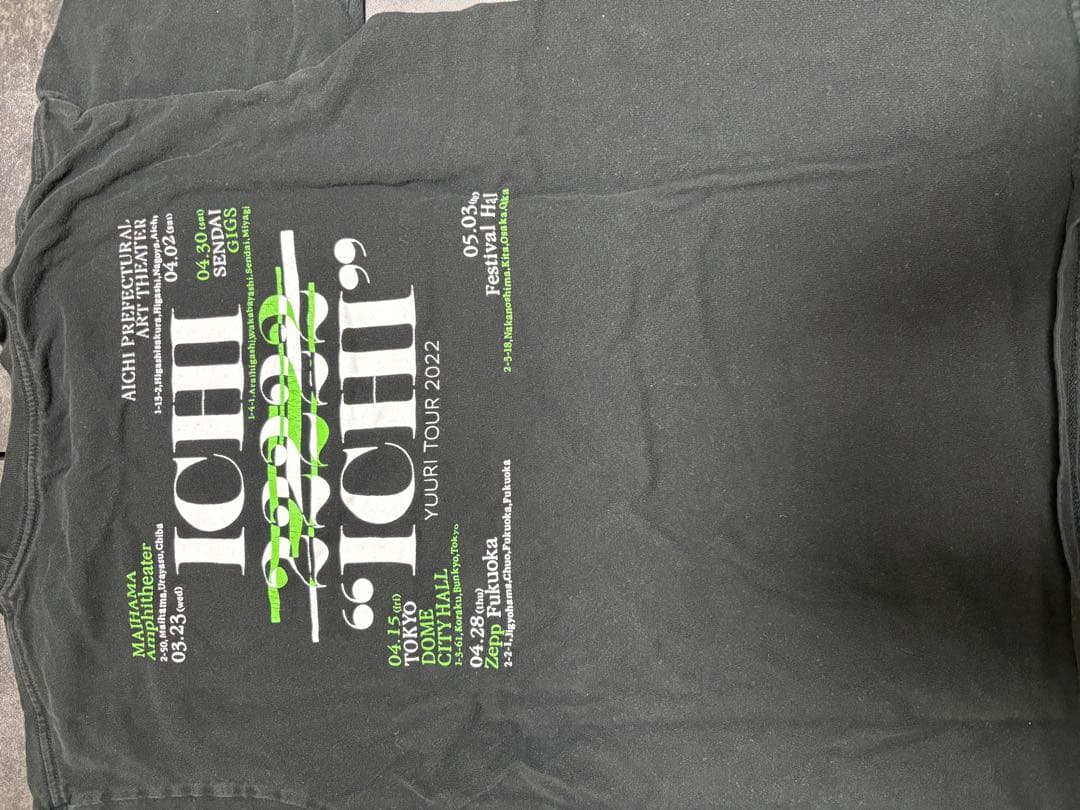 MAIHAMA
Amphitheater
2-50,Maihama,Urayasu,Chiba
03.23(wed)
AICHI PREFECTURAL
ART THEATER
1-13-2,Higashisakura,Higashi,Nagoya,Aichi
04.02(sat)
04.30(sat)
SENDAI
GIGS
1-4-1,Araihigashi,Wakabayashi,Sendai,Miyagi
ICHI
“ICHI”
YUURI TOUR 2022
04.15(fri)
TOKYO
DOME
CITY HALL
1-3-61,Koraku,Bunkyo,Tokyo
04.28(thu)
Zepp Fukuoka
2-2-1,Jigyohama,Chuo,Fukuoka,Fukuoka
05.03
Festival Hall
2-3-18,Nakanoshima,Kita,Osaka,Osaka